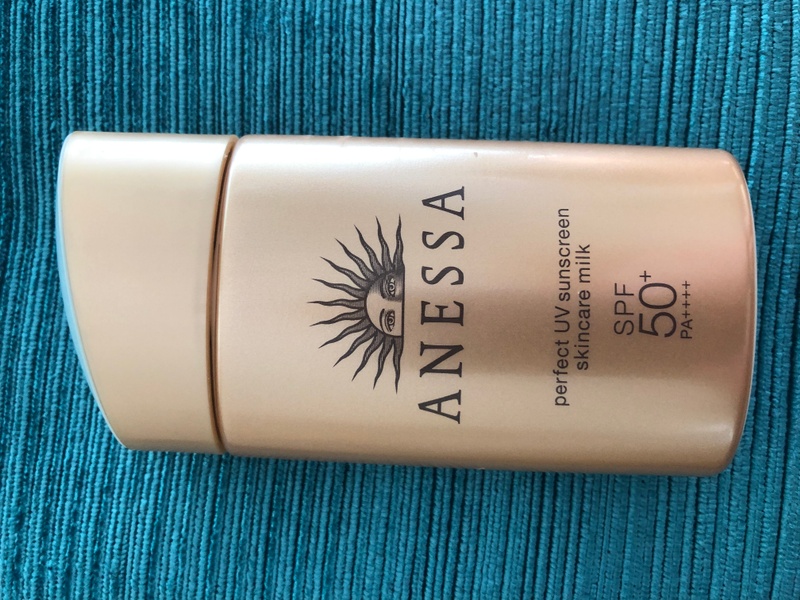 ANESSA
perfect UV sunscreen
skincare milk
SPF
50+
PA++++